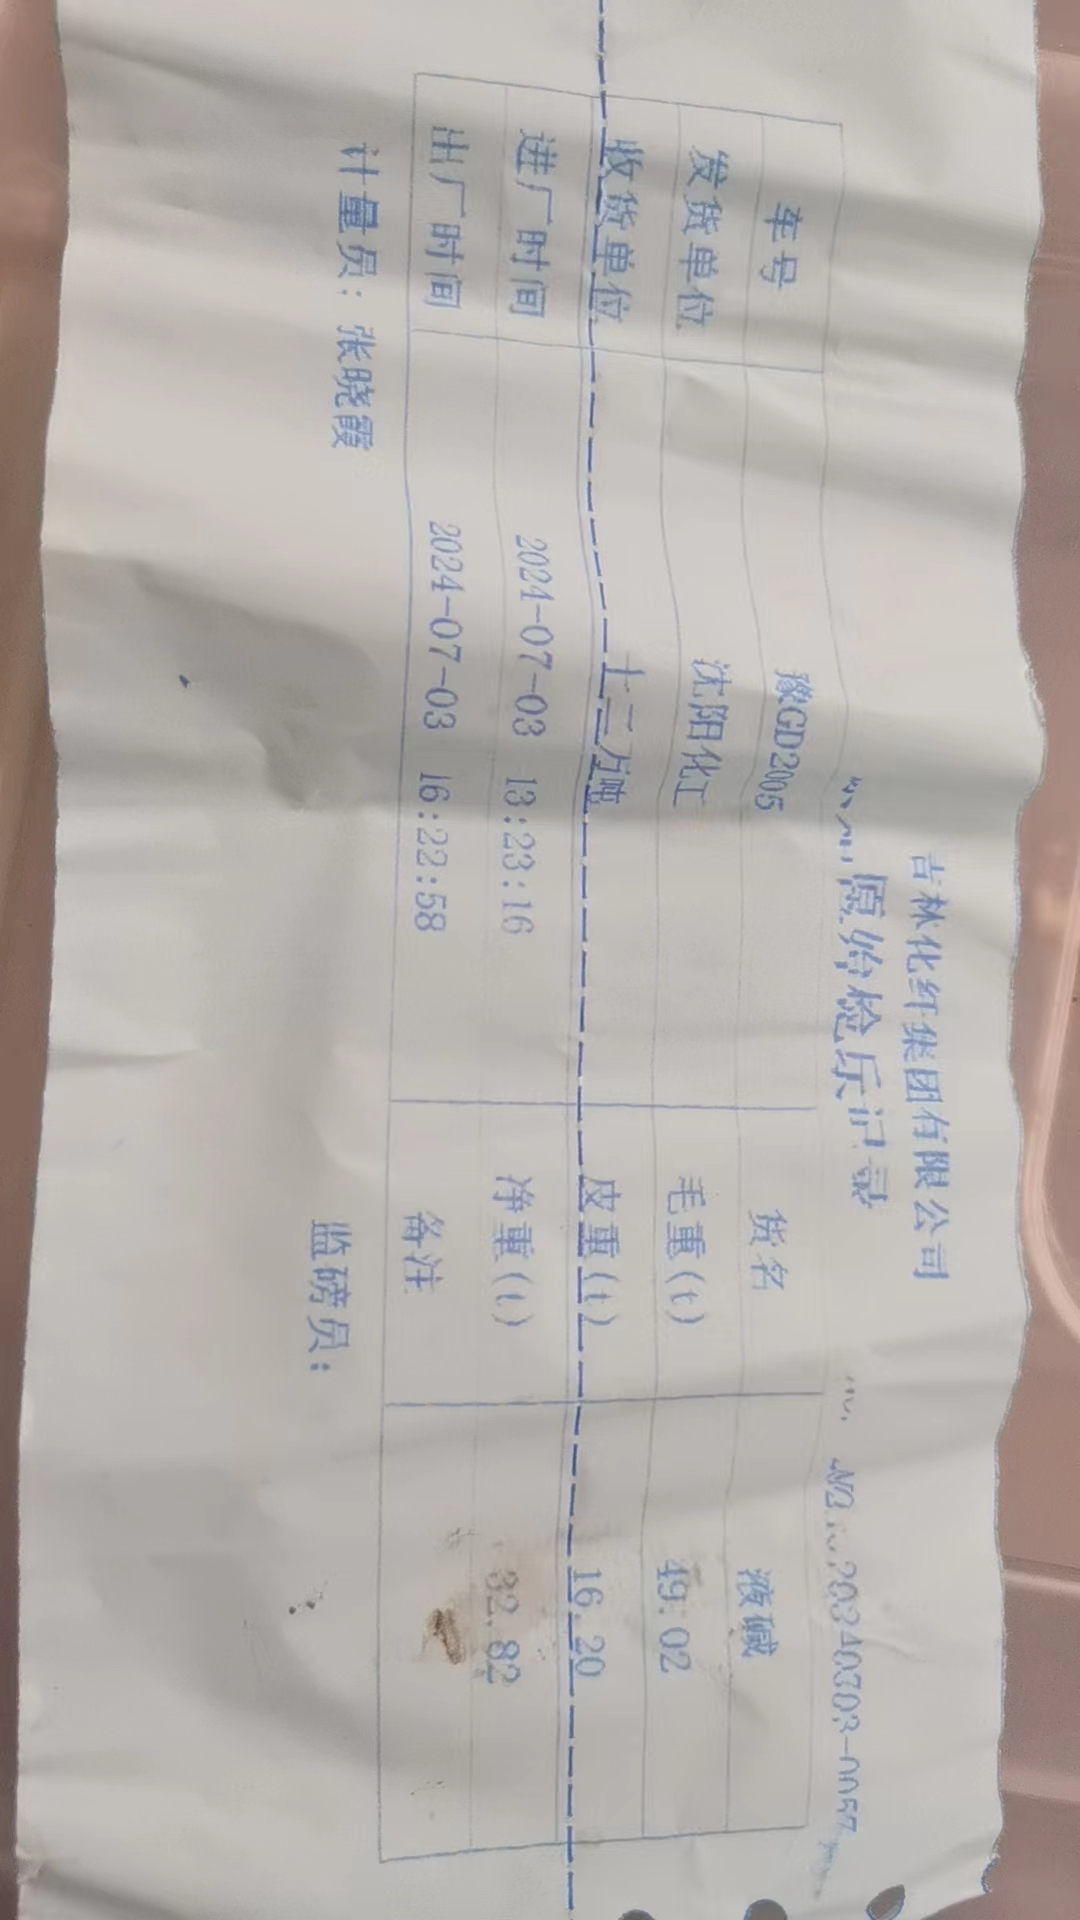 吉林化纤集团有限公司
原始检斤记录
车号 豫GD2005 货名 液碱
发货单位 沈阳化工 毛重(t) 49.02
收货单位 十二万吨 皮重(t) 16.20
进厂时间 2024-07-03 13:23:16 净重(t) 32.82
出厂时间 2024-07-03 16:22:58 备注
计量员：张晓霞 监磅员：